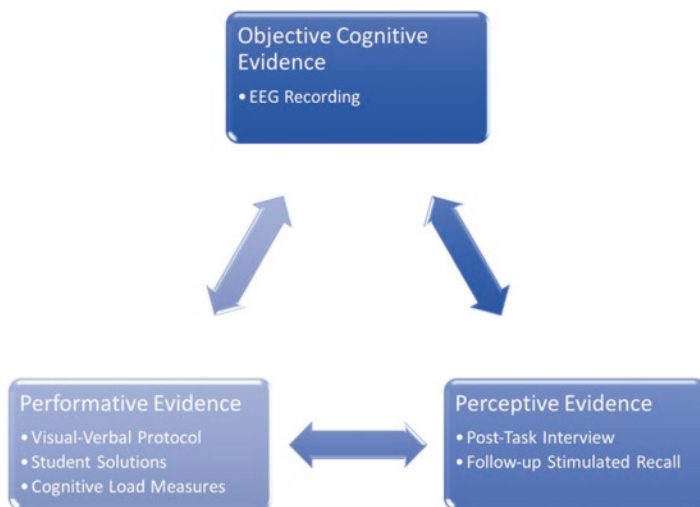 Objective Cognitive
Evidence
• EEG Recording
Performative Evidence
• Visual-Verbal Protocol
• Student Solutions
• Cognitive Load Measures
Perceptive Evidence
• Post-Task Interview
• Follow-up Stimulated Recall